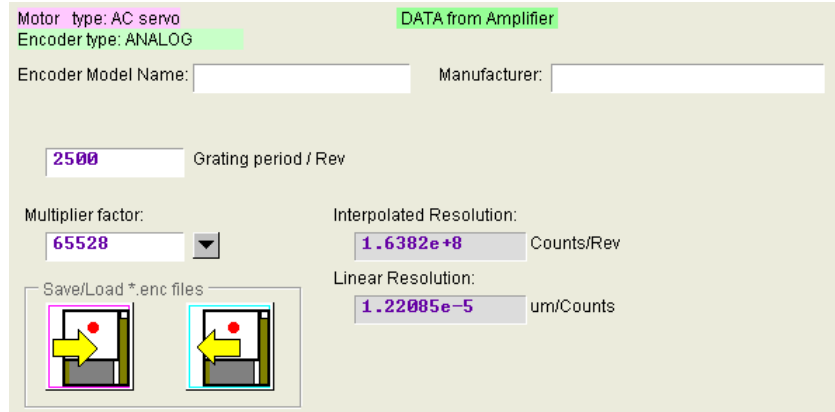 Motor type: AC servo
DATA from Amplifier
Encoder type: ANALOG
Encoder Model Name:
Manufacturer:
2500 Grating period / Rev
Multiplier factor:
Interpolated Resolution:
65528
1.6382e+8 Counts/Rev
Save/Load *.enc files
Linear Resolution:
1.22085e-5 um/Counts